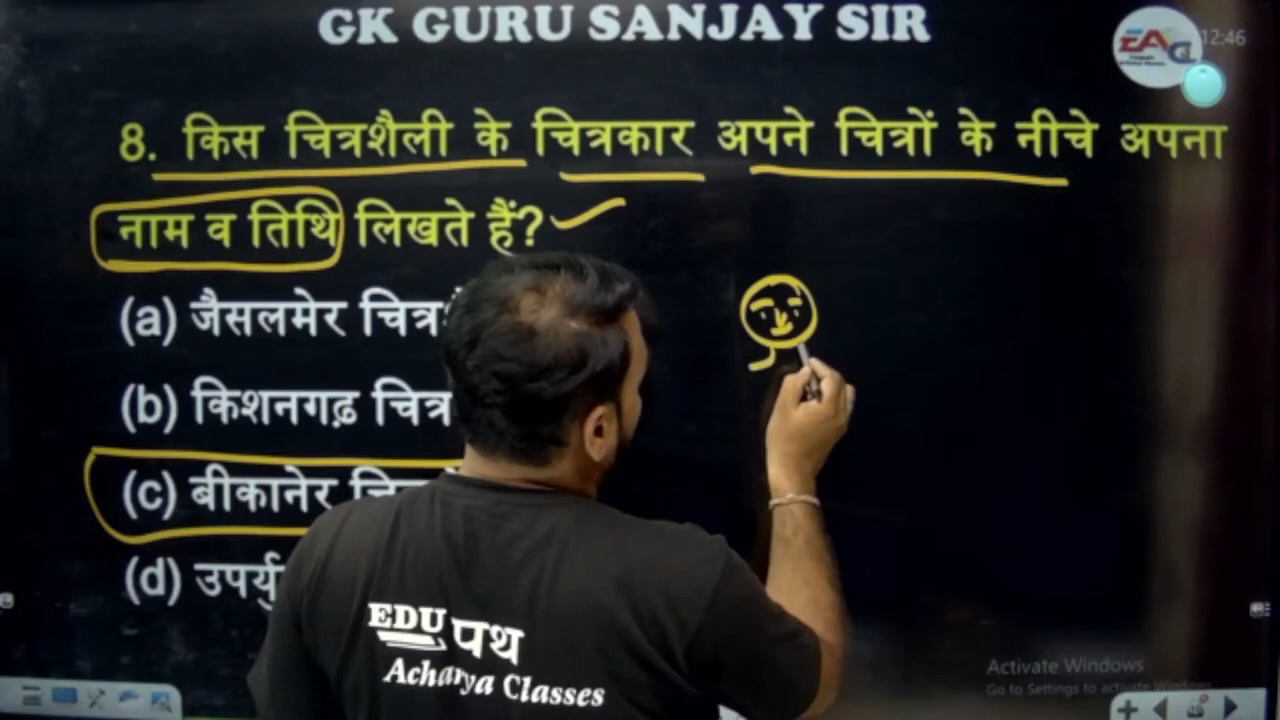 GK GURU SANJAY SIR
EAC 12:46
8. किस चित्रशैली के चित्रकार अपने चित्रों के नीचे अपना
नाम व तिथि लिखते हैं?
(a) जैसलमेर
(b) किशनगढ़
(c) बीकानेर
(d)
EDU पथ
Acharya Classes
Activate Windows
Go to Settings to activate Windows.